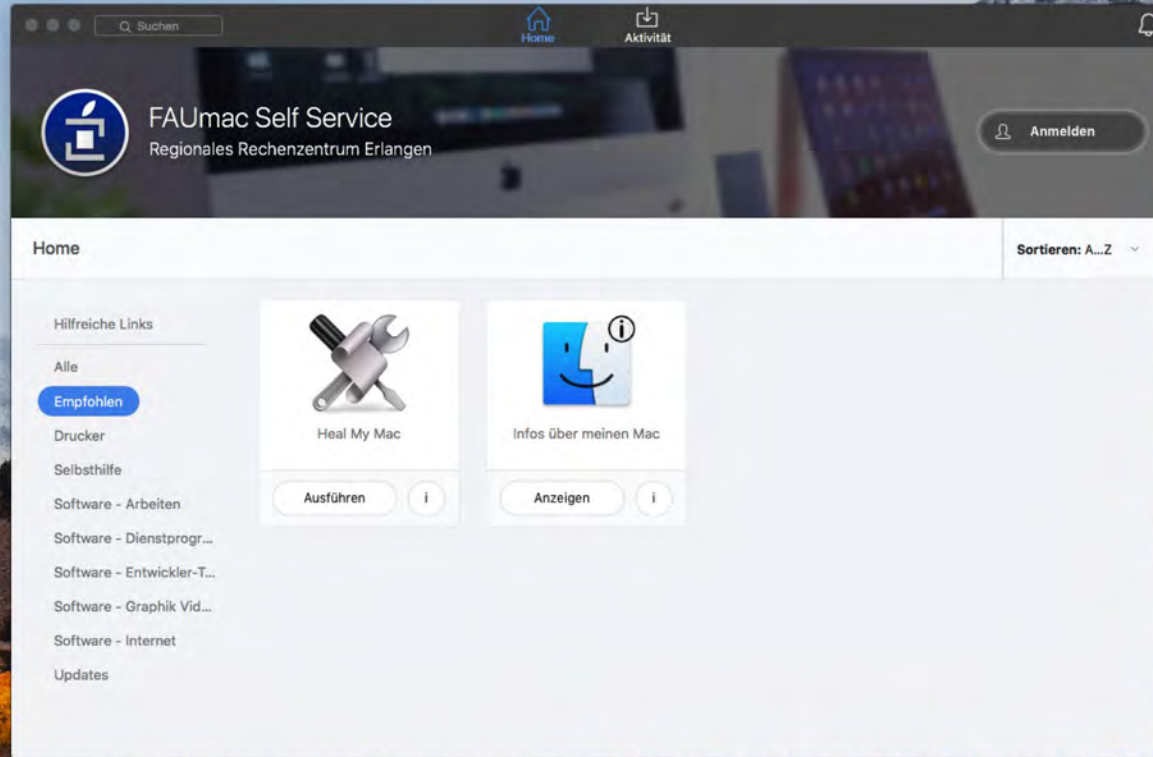 Suchen
Home
Aktivität
FAUmac Self Service
Regionales Rechenzentrum Erlangen
Anmelden
Home
Sortieren: A...Z
Hilfreiche Links
Alle
Empfohlen
Drucker
Selbsthilfe
Software - Arbeiten
Software - Dienstprogr...
Software - Entwickler-T...
Software - Graphik Vid...
Software - Internet
Updates
Heal My Mac
Ausführen
i
Infos über meinen Mac
Anzeigen
i